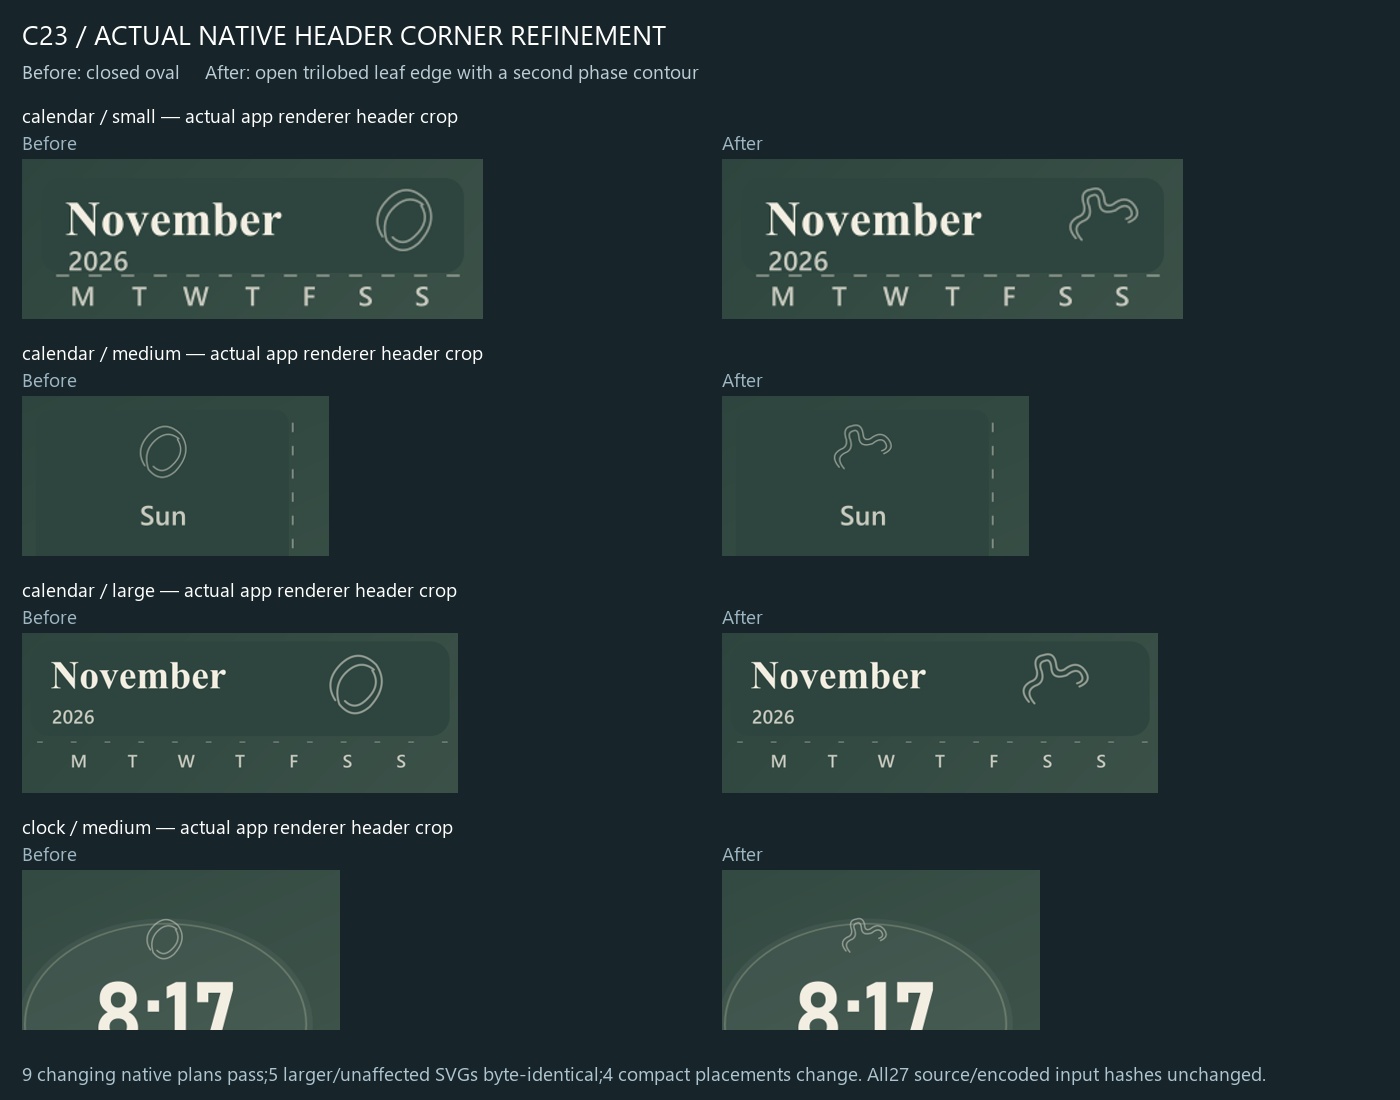 C23 / ACTUAL NATIVE HEADER CORNER REFINEMENT
Before: closed oval After: open trilobed leaf edge with a second phase contour
calendar / small — actual app renderer header crop
Before After
November November
2026 2026
M T W T F S S M T W T F S S
calendar / medium — actual app renderer header crop
Before After
Sun Sun
calendar / large — actual app renderer header crop
Before After
November November
2026 2026
M T W T F S S M T W T F S S
clock / medium — actual app renderer header crop
Before After
8:17 8:17
9 changing native plans pass;5 larger/unaffected SVGs byte-identical;4 compact placements change. All27 source/encoded input hashes unchanged.